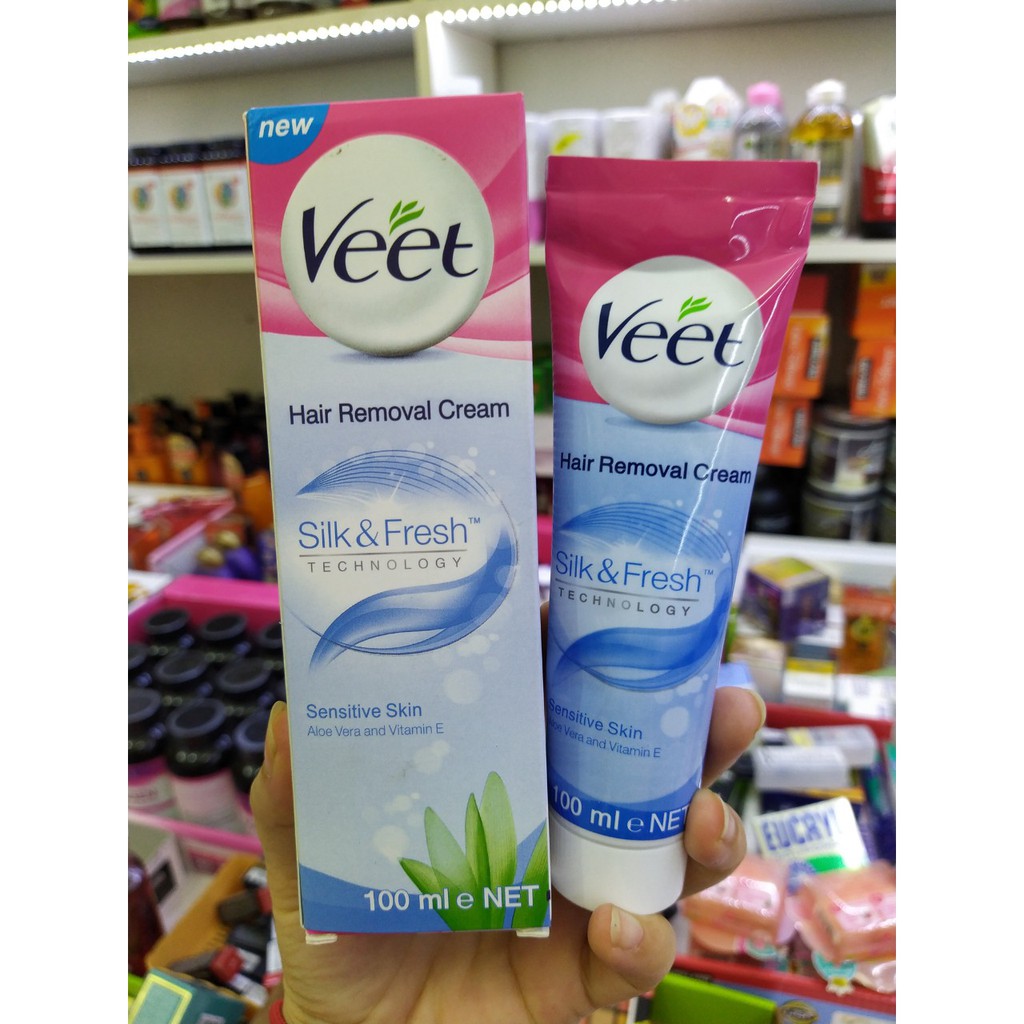 new
Veet
Hair Removal Cream
Silk & Fresh™
TECHNOLOGY
Sensitive Skin
Aloe Vera and Vitamin E
100 ml e NET
Veet
Hair Removal Cream
Silk & Fresh™
TECHNOLOGY
Sensitive Skin
Aloe Vera and Vitamin E
100 ml e NET
EUCRYL